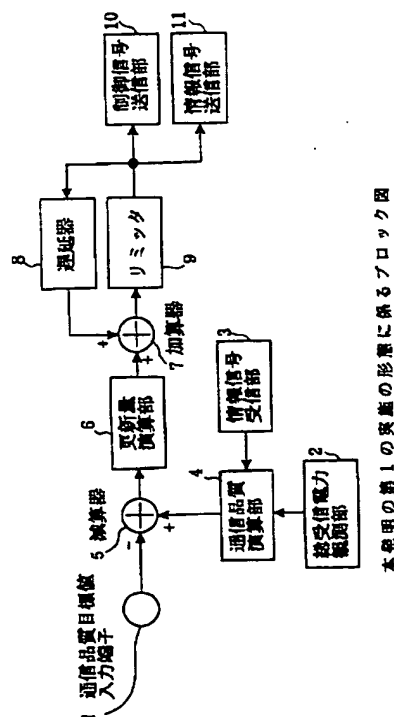 1
通信品質目標値
入力端子
5 減算器
-
+
6
更新量
演算部
4
通信品質
演算部
3
情報信号
受信部
2
総受信電力
観測部
7 加算器
+
+
8
遅延器
9
リミッタ
10
制御信号
送信部
11
情報信号
送信部
本発明の第1の実施の形態に係るブロック図